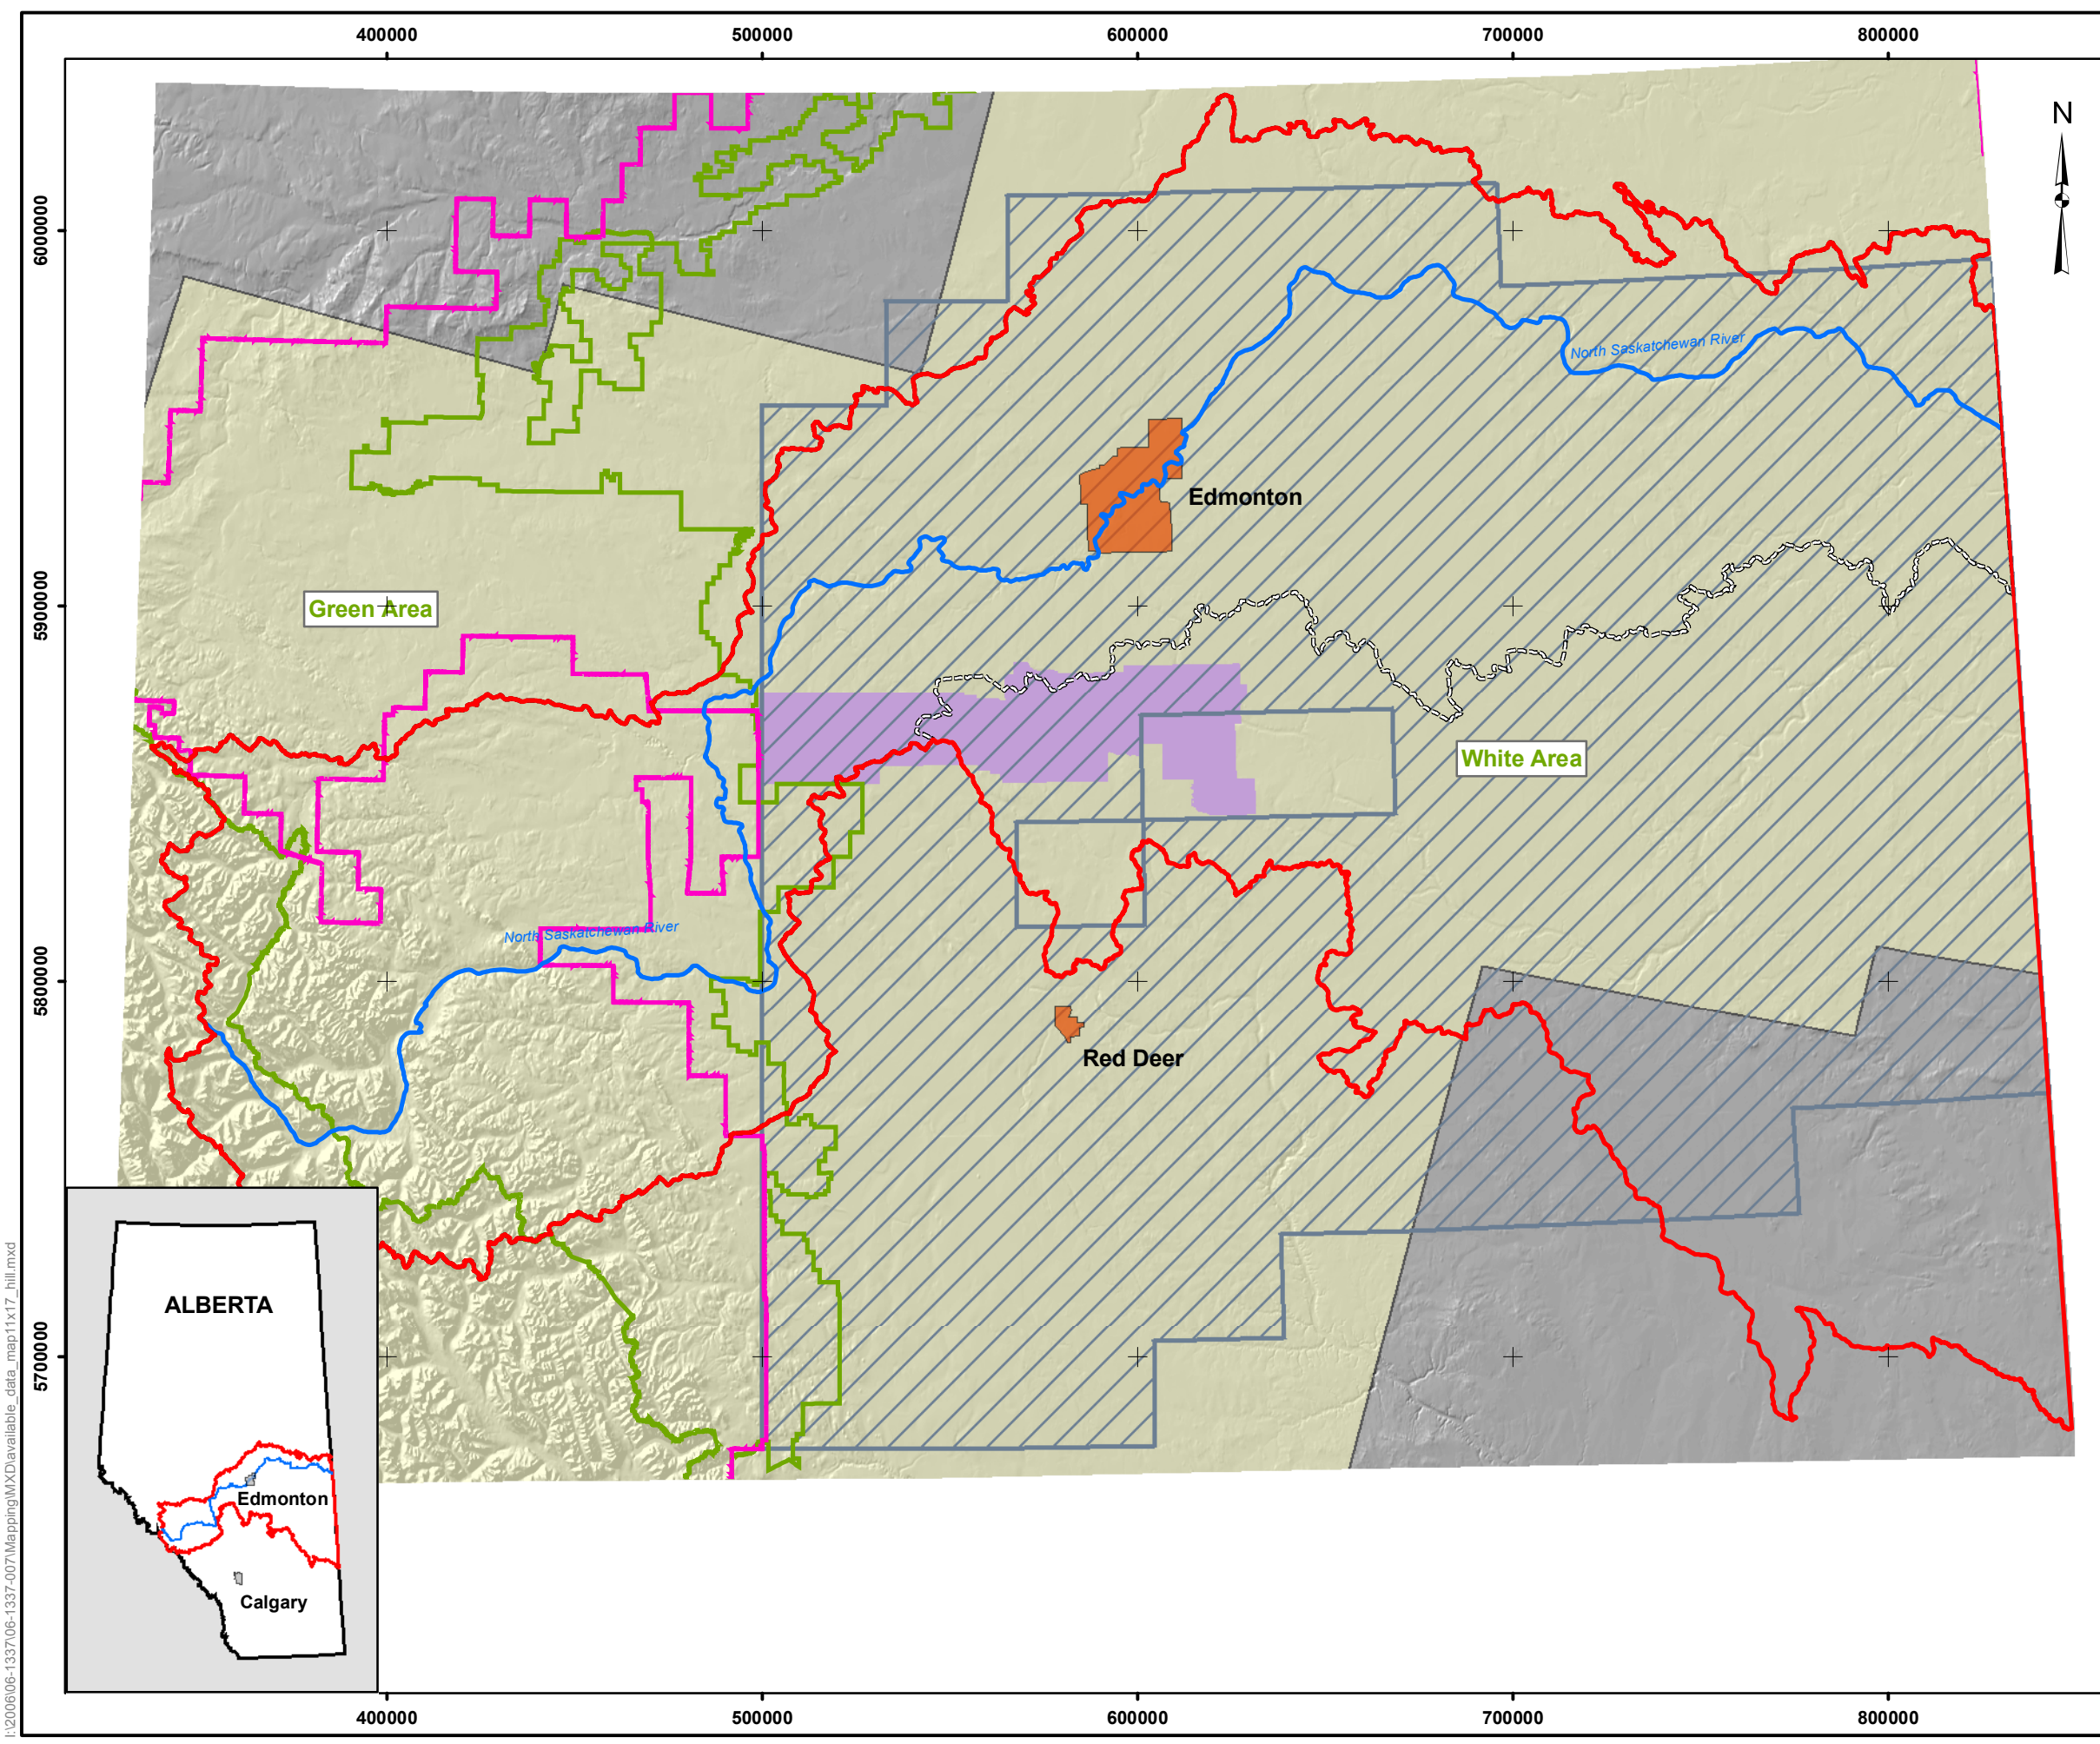 400000 500000 600000 700000 800000
N
6000000
5900000
5800000
5700000
North Saskatchewan River
Edmonton
Green Area
White Area
North Saskatchewan River
Red Deer
ALBERTA
Edmonton
Calgary
400000 500000 600000 700000 800000
I:\2006\06-1337\06-1337-007\Mapping\MXD\available_data_map11x17_hill.mxd